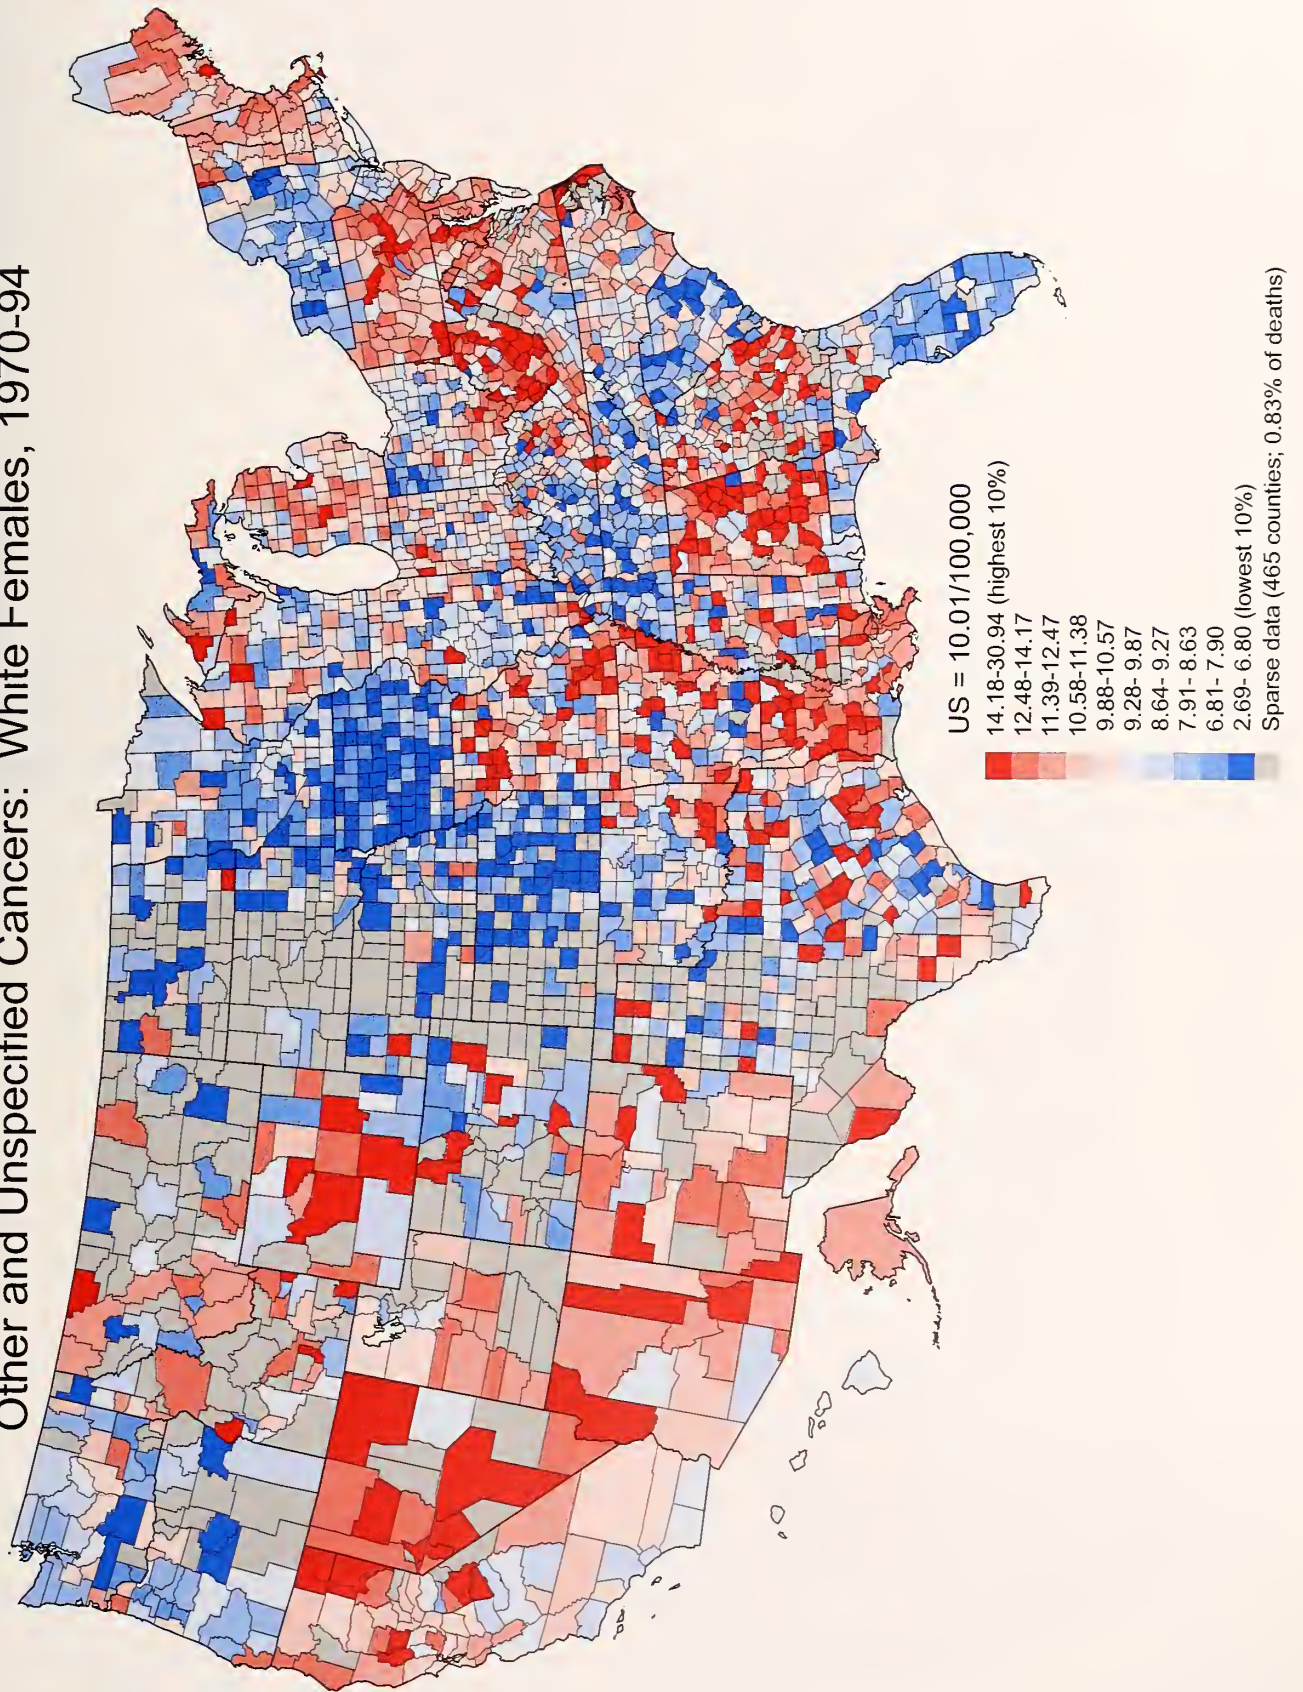 Other and Unspecified Cancers: White Females, 1970-94
US = 10.01/100,000
14.18-30.94 (highest 10%)
12.48-14.17
11.39-12.47
10.58-11.38
9.88-10.57
9.28- 9.87
8.64- 9.27
7.91- 8.63
6.81- 7.90
2.69- 6.80 (lowest 10%)
Sparse data (465 counties; 0.83% of deaths)